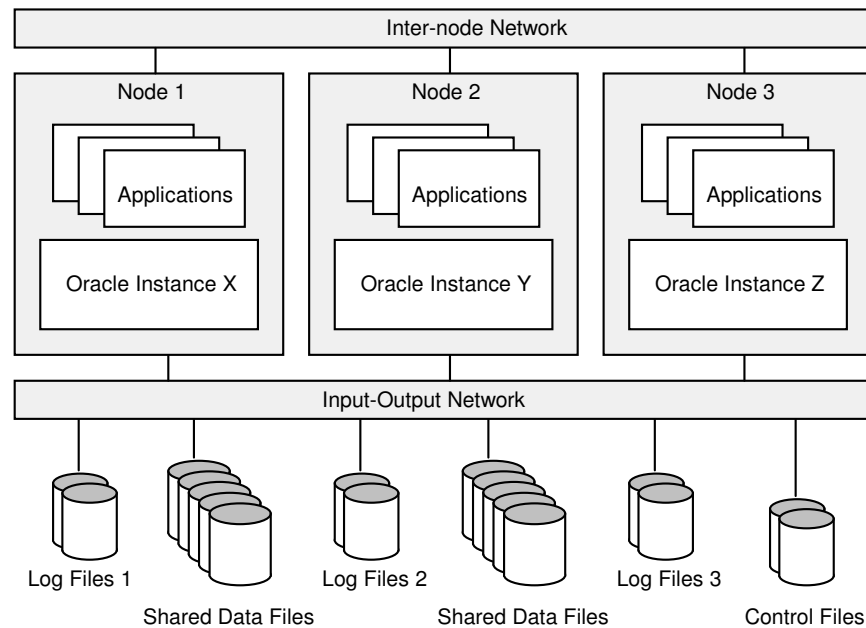 Inter-node Network
Node 1
Node 2
Node 3
Applications
Applications
Applications
Oracle Instance X
Oracle Instance Y
Oracle Instance Z
Input-Output Network
Log Files 1
Log Files 2
Log Files 3
Shared Data Files
Shared Data Files
Control Files